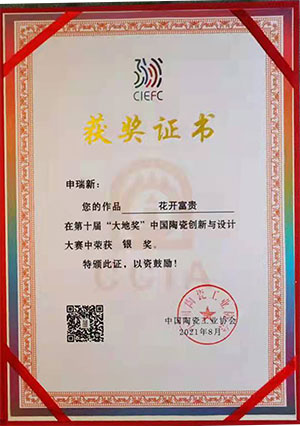 CIEFC
获奖证书
申瑞新：
您的作品 花开富贵
在第十届“大地奖”中国陶瓷创新与设计
大赛中荣获 银 奖。
特颁此证，以资鼓励！
CCIA
中国陶瓷工业协会
2021年8月